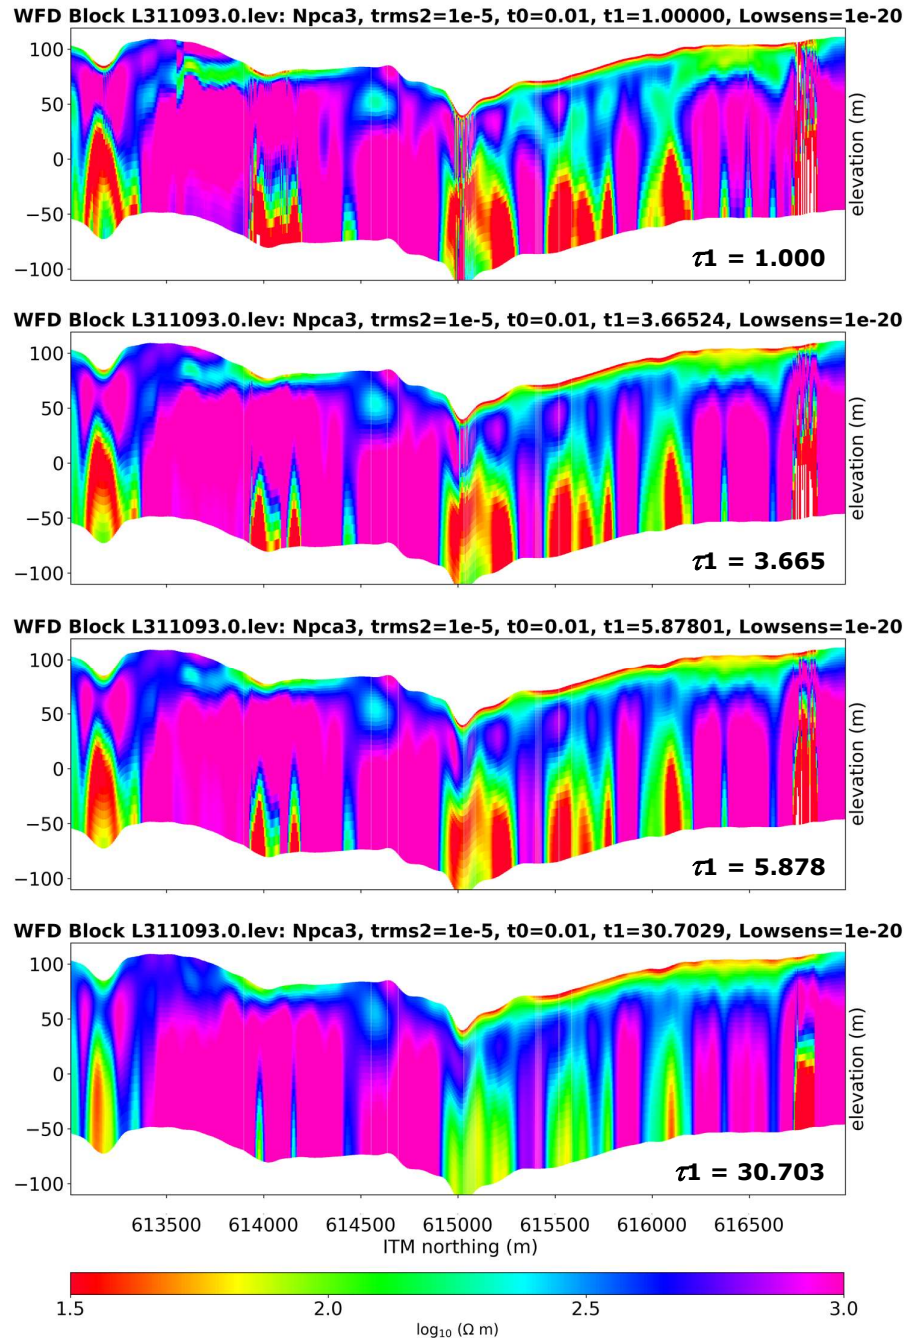 WFD Block L311093.0.lev: Npca3, trms2=1e-5, t0=0.01, t1=1.00000, Lowsens=1e-20
100
50
0
−50
−100
elevation (m)
τ1 = 1.000
WFD Block L311093.0.lev: Npca3, trms2=1e-5, t0=0.01, t1=3.66524, Lowsens=1e-20
100
50
0
−50
−100
elevation (m)
τ1 = 3.665
WFD Block L311093.0.lev: Npca3, trms2=1e-5, t0=0.01, t1=5.87801, Lowsens=1e-20
100
50
0
−50
−100
elevation (m)
τ1 = 5.878
WFD Block L311093.0.lev: Npca3, trms2=1e-5, t0=0.01, t1=30.7029, Lowsens=1e-20
100
50
0
−50
−100
elevation (m)
τ1 = 30.703
613500 614000 614500 615000 615500 616000 616500
ITM northing (m)
1.5 2.0 2.5 3.0
log₁₀ (Ω m)